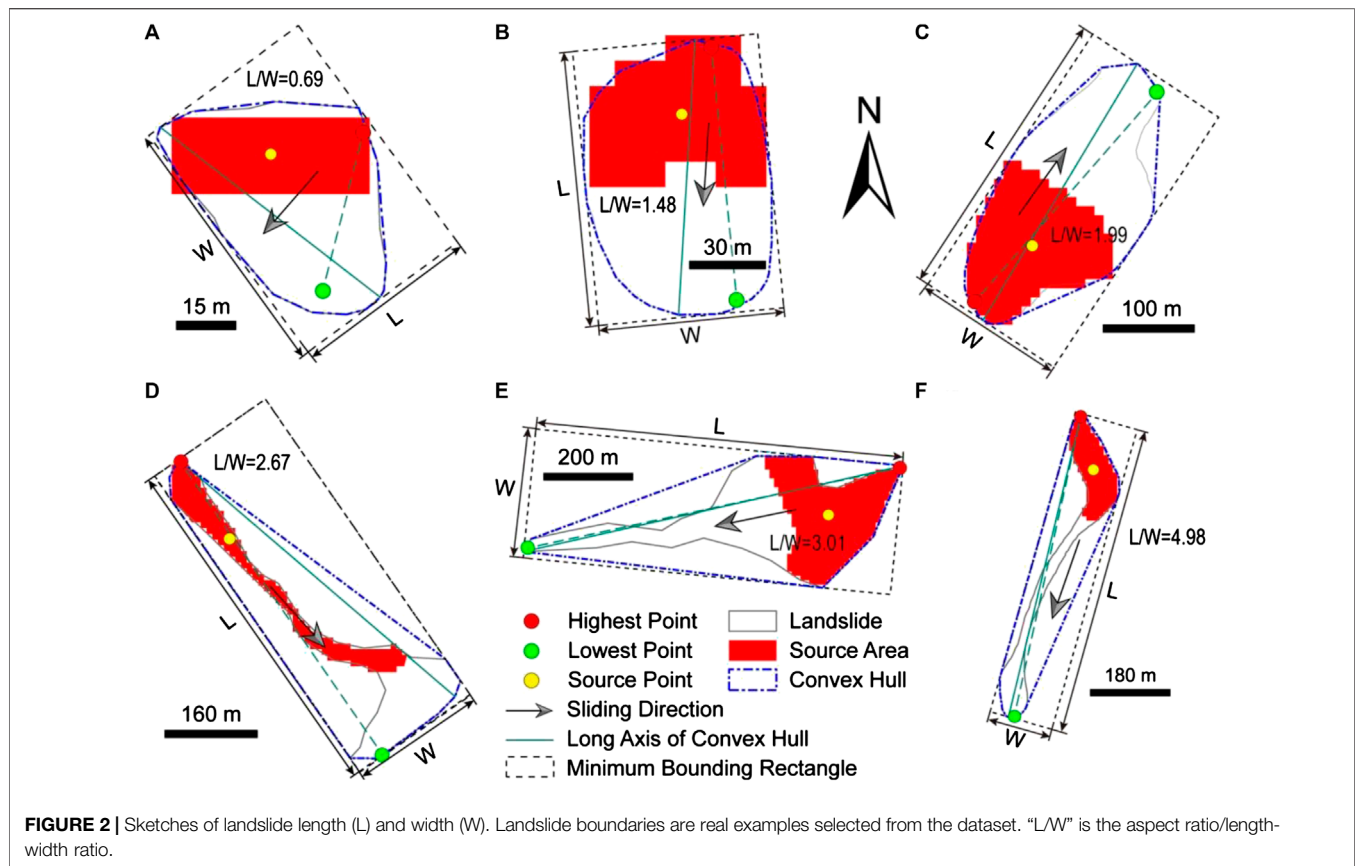 A
L/W=0.69
W
L
15 m
B
L
L/W=1.48
30 m
W
N
C
L
L/W=1.99
W
100 m
D
L/W=2.67
L
160 m
W
E
L
200 m
W
L/W=3.01
F
L/W=4.98
L
180 m
W
Highest Point
Lowest Point
Source Point
Sliding Direction
Long Axis of Convex Hull
Minimum Bounding Rectangle
Landslide
Source Area
Convex Hull
FIGURE 2 | Sketches of landslide length (L) and width (W). Landslide boundaries are real examples selected from the dataset. “L/W” is the aspect ratio/length-
width ratio.